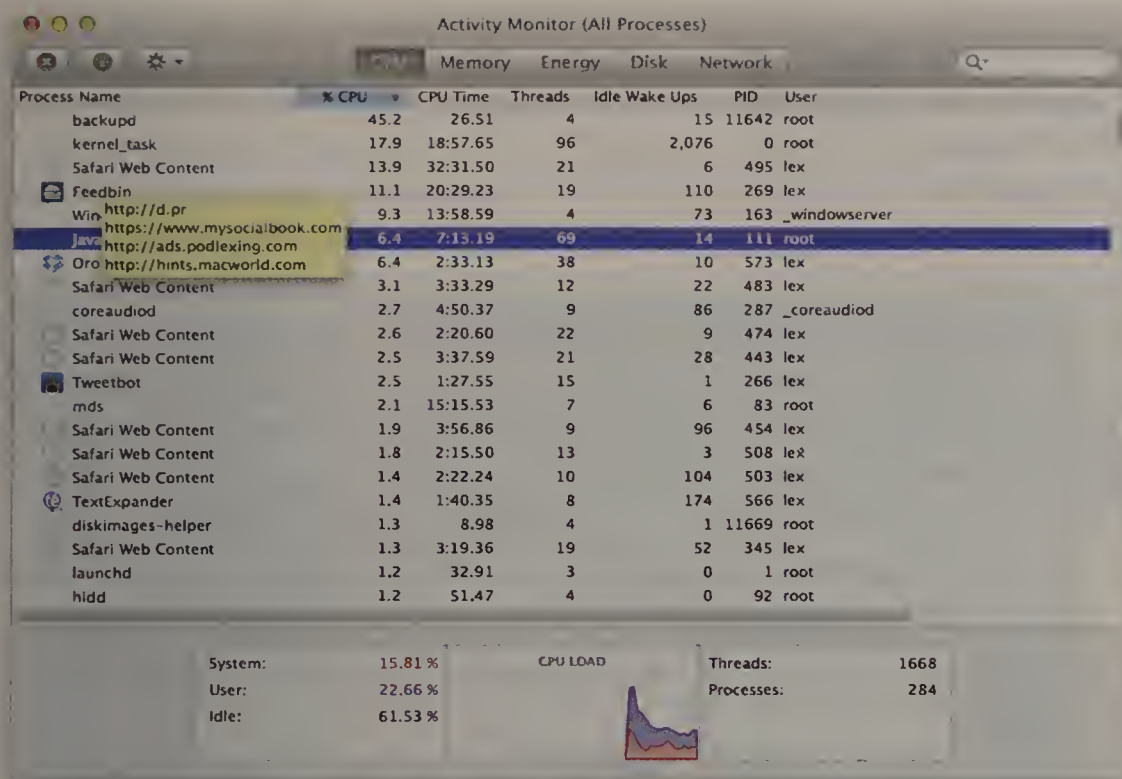 Activity Monitor (All Processes)
CPU Memory Energy Disk Network
Process Name % CPU CPU Time Threads Idle Wake Ups PID User
backupd 45.2 26.51 4 15 11642 root
kernel_task 17.9 18:57.65 96 2,076 0 root
Safari Web Content 13.9 32:31.50 21 6 495 lex
Feedbin 11.1 20:29.23 19 110 269 lex
Win 9.3 13:58.59 4 73 163 _windowserver
Java 6.4 7:13.19 69 14 111 root
http://d.pr
https://www.mysocialbook.com
http://ads.podlexing.com
http://hints.macworld.com
Dro 6.4 2:33.13 38 10 573 lex
Safari Web Content 3.1 3:33.29 12 22 483 lex
coreaudiod 2.7 4:50.37 9 86 287 _coreaudiod
Safari Web Content 2.6 2:20.60 22 9 474 lex
Safari Web Content 2.5 3:37.59 21 28 443 lex
Tweetbot 2.5 1:27.55 15 1 266 lex
mds 2.1 15:15.53 7 6 83 root
Safari Web Content 1.9 3:56.86 9 96 454 lex
Safari Web Content 1.8 2:15.50 13 3 508 lex
Safari Web Content 1.4 2:22.24 10 104 503 lex
TextExpander 1.4 1:40.35 8 174 566 lex
diskimages-helper 1.3 8.98 4 1 11669 root
Safari Web Content 1.3 3:19.36 19 52 345 lex
launchd 1.2 32.91 3 0 1 root
hidd 1.2 51.47 4 0 92 root
System: 15.81 % CPU LOAD Threads: 1668
User: 22.66 % Processes: 284
Idle: 61.53 %